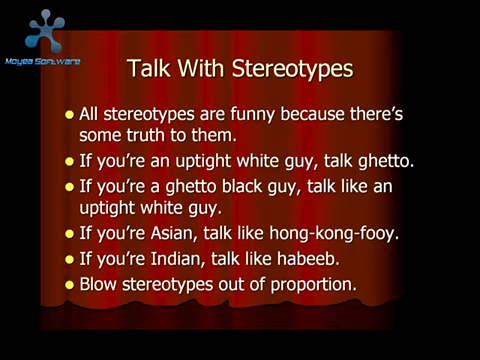 Moyea Software
Talk With Stereotypes
All stereotypes are funny because there's
some truth to them.
If you're an uptight white guy, talk ghetto.
If you're a ghetto black guy, talk like an
uptight white guy.
If you're Asian, talk like hong-kong-fooy.
If you're Indian, talk like habeeb.
Blow stereotypes out of proportion.